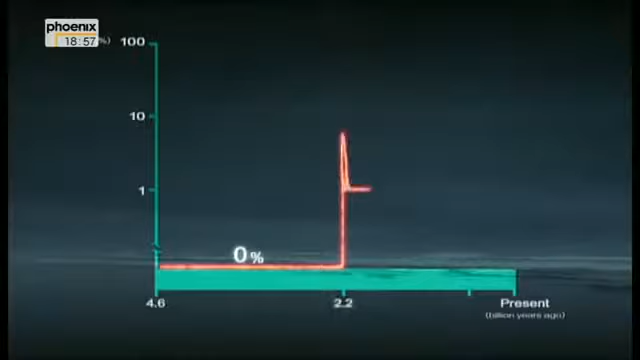 phoenix
18:57
%)
100
10
1
0%
4.6
2.2
Present
(billion years ago)